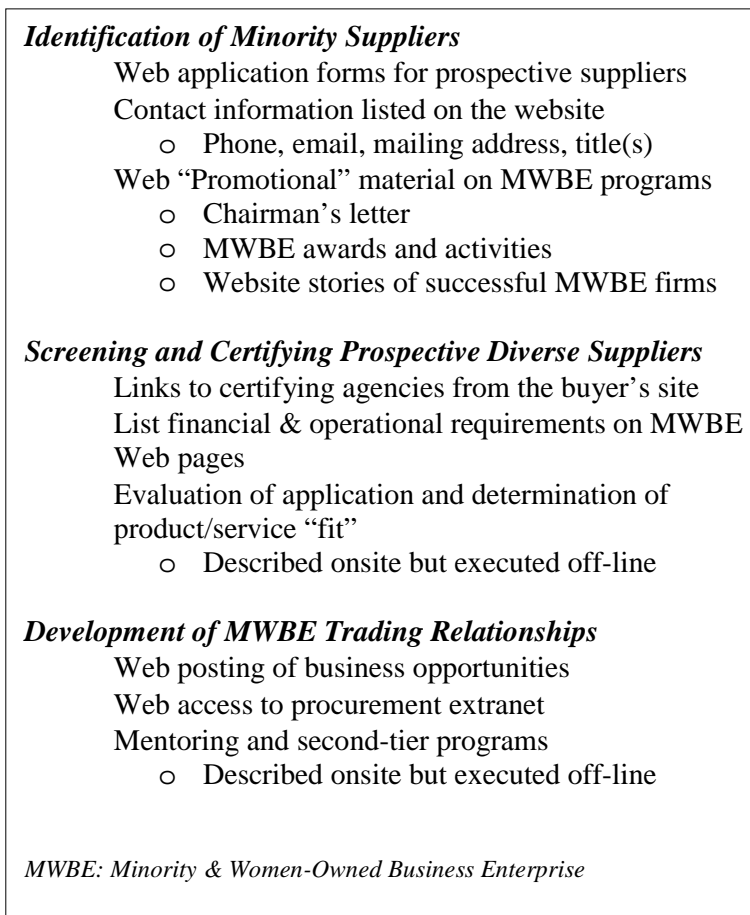 Identification of Minority Suppliers
Web application forms for prospective suppliers
Contact information listed on the website
o Phone, email, mailing address, title(s)
Web “Promotional” material on MWBE programs
o Chairman’s letter
o MWBE awards and activities
o Website stories of successful MWBE firms
Screening and Certifying Prospective Diverse Suppliers
Links to certifying agencies from the buyer’s site
List financial & operational requirements on MWBE
Web pages
Evaluation of application and determination of
product/service “fit”
o Described onsite but executed off-line
Development of MWBE Trading Relationships
Web posting of business opportunities
Web access to procurement extranet
Mentoring and second-tier programs
o Described onsite but executed off-line
MWBE: Minority & Women-Owned Business Enterprise